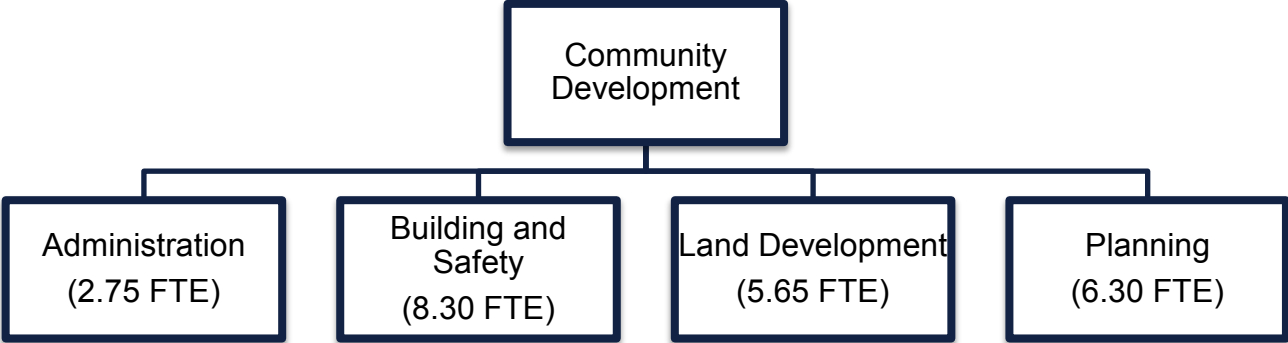 Community
Development
Administration
(2.75 FTE)
Building and
Safety
(8.30 FTE)
Land Development
(5.65 FTE)
Planning
(6.30 FTE)